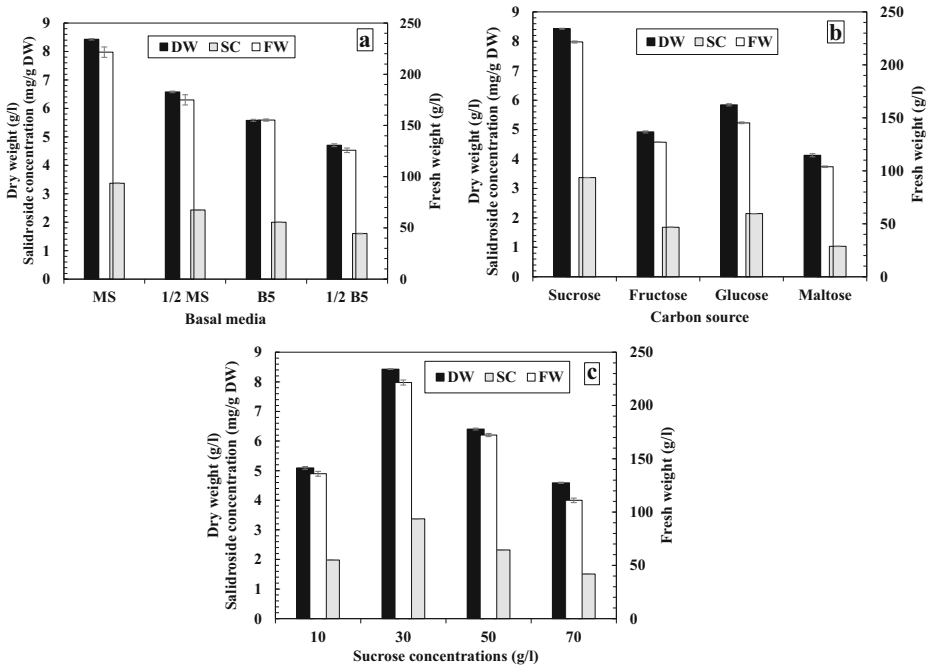 a
DW SC FW
Dry weight (g/l)
Salidroside concentration (mg/g DW)
Fresh weight (g/l)
9
8
7
6
5
4
3
2
1
0
250
200
150
100
50
0
MS 1/2 MS B5 1/2 B5
Basal media
b
DW SC FW
Dry weight (g/l)
Salidroside concentration (mg/g DW)
Fresh weight (g/l)
9
8
7
6
5
4
3
2
1
0
250
200
150
100
50
0
Sucrose Fructose Glucose Maltose
Carbon source
c
DW SC FW
Dry weight (g/l)
Salidroside concentration (mg/g DW)
Fresh weight (g/l)
9
8
7
6
5
4
3
2
1
0
250
200
150
100
50
0
10 30 50 70
Sucrose concentrations (g/l)